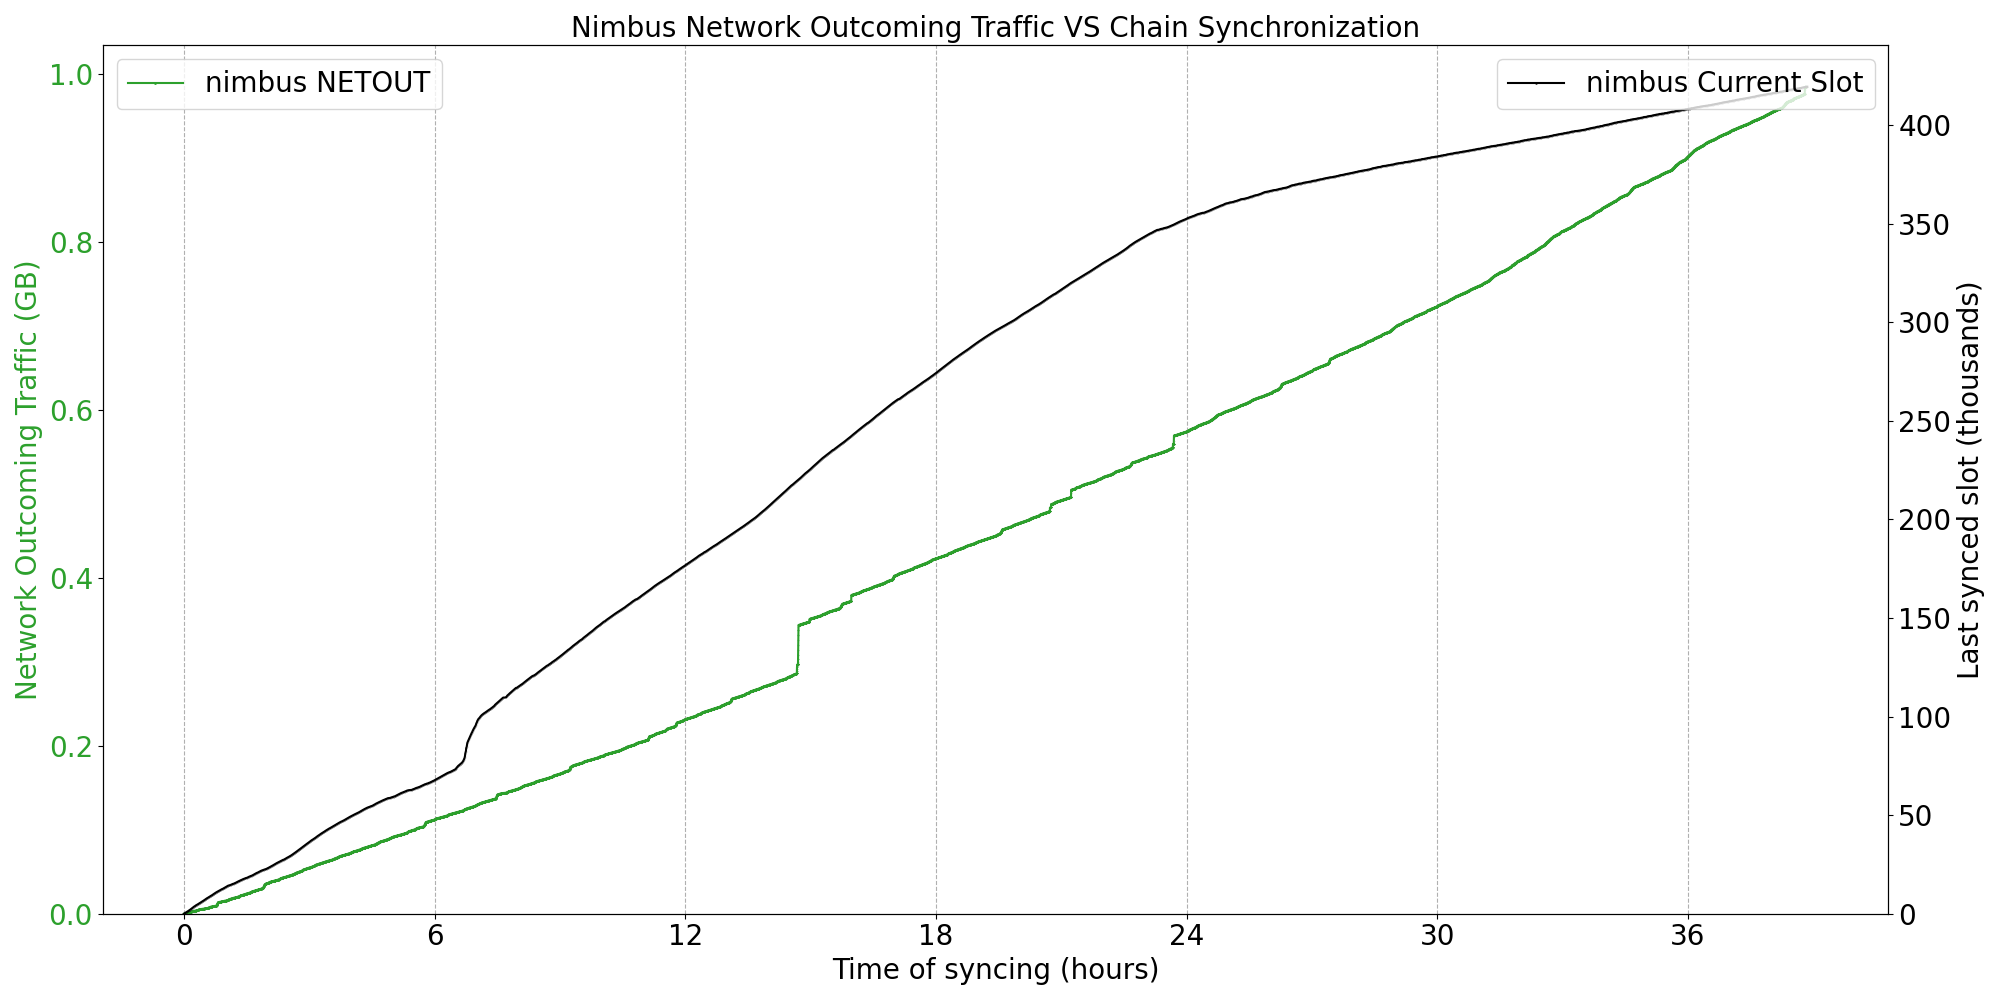 Nimbus Network Outcoming Traffic VS Chain Synchronization
nimbus NETOUT
nimbus Current Slot
Network Outcoming Traffic (GB)
1.0
0.8
0.6
0.4
0.2
0.0
Last synced slot (thousands)
400
350
300
250
200
150
100
50
0
0 6 12 18 24 30 36
Time of syncing (hours)